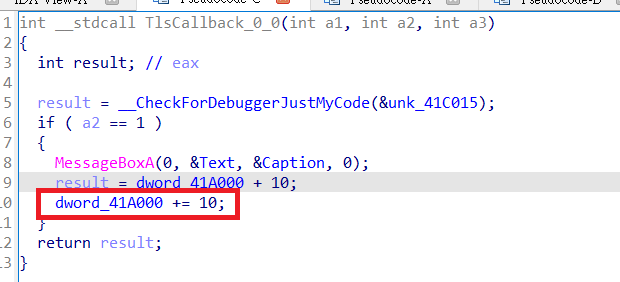 IDA View-A Pseudocode-C Pseudocode-A Pseudocode-B
1 int __stdcall TlsCallback_0_0(int a1, int a2, int a3)
2 {
3 int result; // eax
4
5 result = __CheckForDebuggerJustMyCode(&unk_41C015);
6 if ( a2 == 1 )
7 {
8 MessageBoxA(0, &Text, &Caption, 0);
9 result = dword_41A000 + 10;
10 dword_41A000 += 10;
11 }
12 return result;
13 }